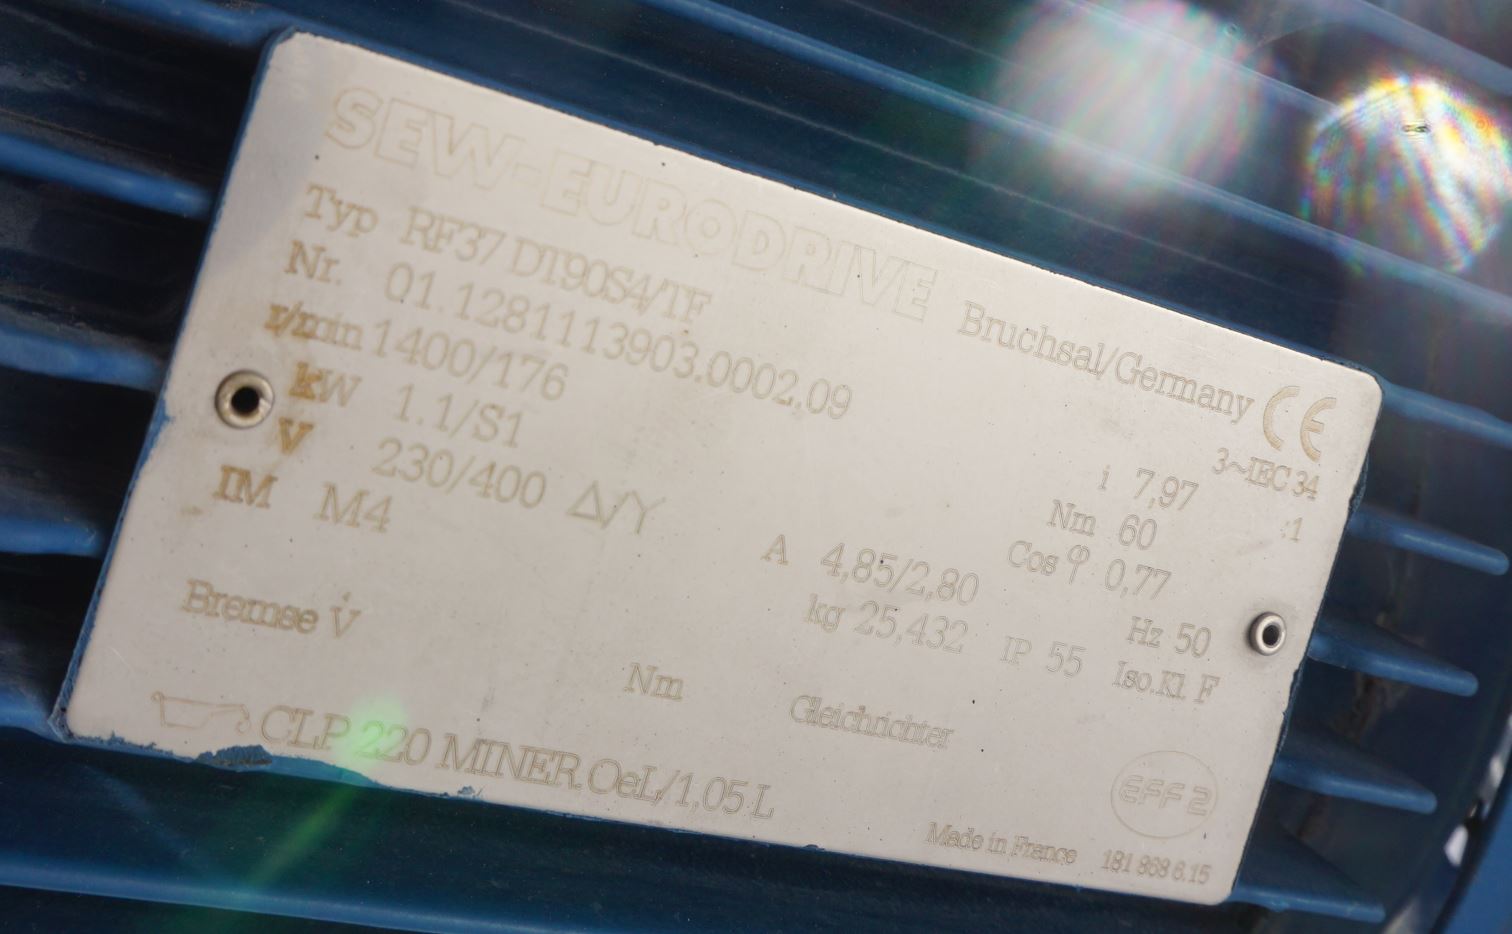 SEW-EURODRIVE Bruchsal/Germany CE
Typ RF37 DT90S4/TF 3~IEC 34
Nr. 01.1281113903.0002.09 i 7,97 :1
r/min 1400/176 Nm 60
kW 1.1/S1 Cos φ 0,77
V 230/400 Δ/Y A 4,85/2,80 Hz 50
IM M4 kg 25,432 IP 55 Iso.Kl. F
Bremse V Nm Gleichrichter
CLP 220 MINER.OeL/1,05 L EFF 2
Made in France 181 868 6.15